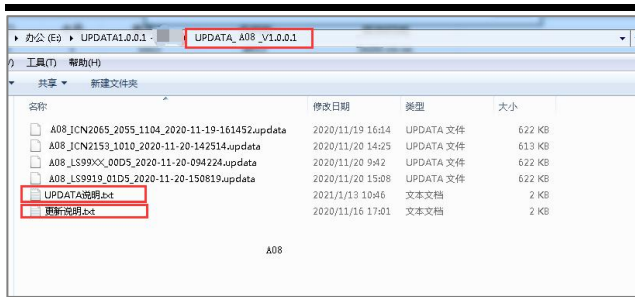 办公 (E:) ▸ UPDATA1.0.0.1 - ▸ UPDATA_ A08 _V1.0.0.1
) 工具(T) 帮助(H)
共享 新建文件夹
名称 修改日期 类型 大小
A08_ICN2065_2055_1104_2020-11-19-161452.updata 2020/11/19 16:14 UPDATA 文件 622 KB
A08_ICN2153_1010_2020-11-20-142514.updata 2020/11/20 14:25 UPDATA 文件 613 KB
A08_LS99XX_00D5_2020-11-20-094224.updata 2020/11/20 9:42 UPDATA 文件 622 KB
A08_LS9919_01D5_2020-11-20-150819.updata 2020/11/20 15:08 UPDATA 文件 622 KB
UPDATA说明.txt 2021/1/13 10:46 文本文档 2 KB
更新说明.txt 2020/11/16 17:01 文本文档 2 KB
A08